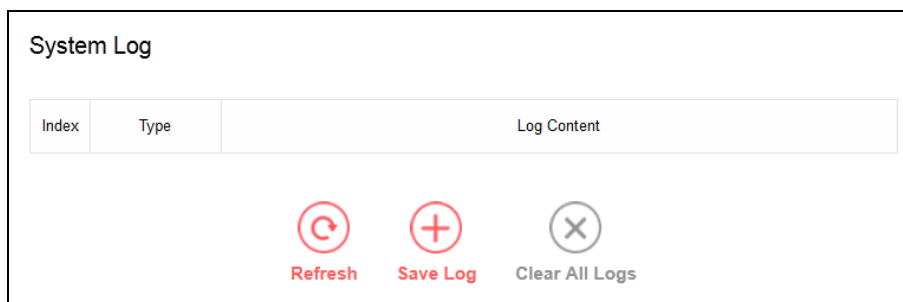 System Log
Index Type Log Content
Refresh Save Log Clear All Logs